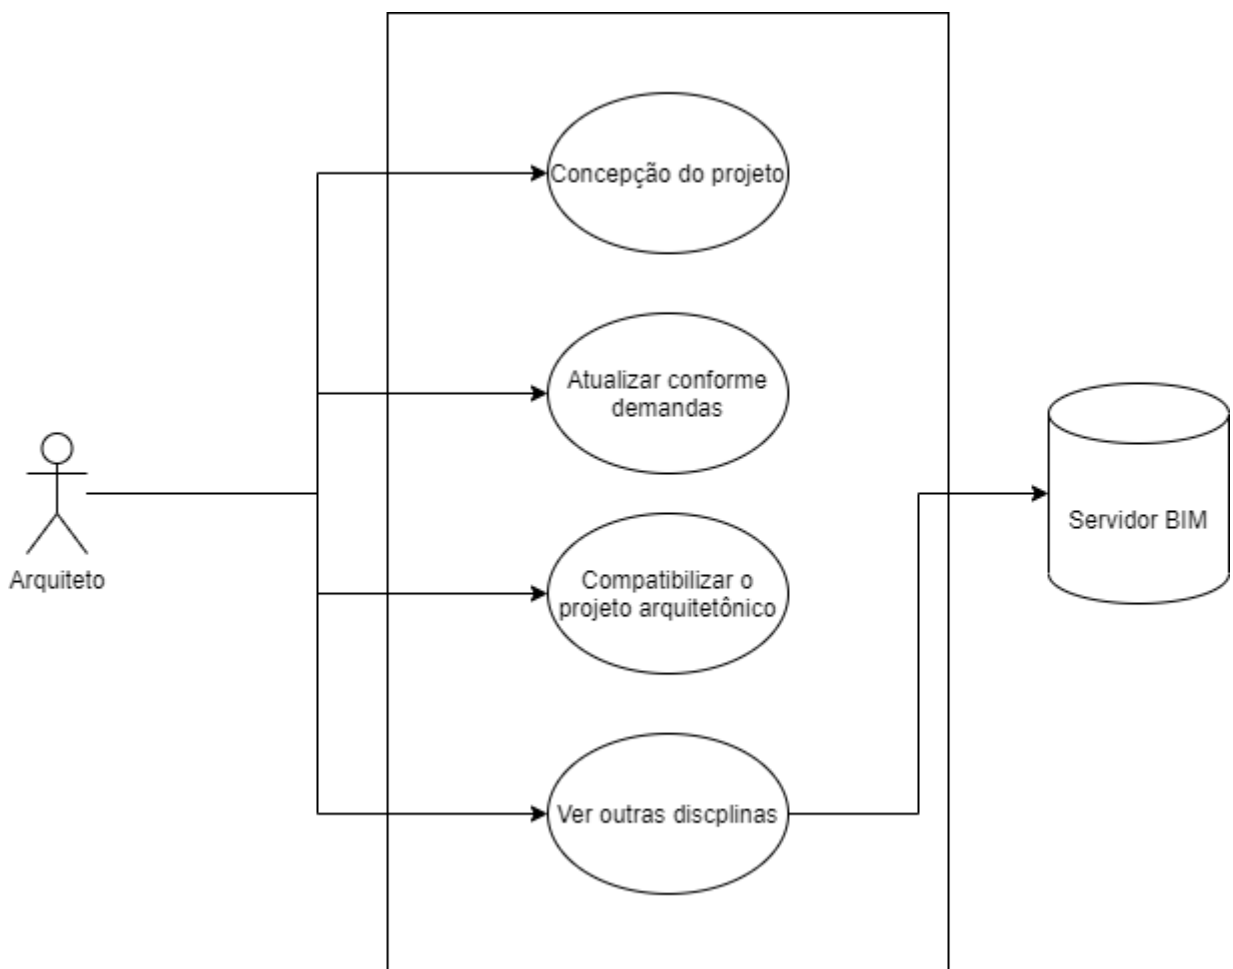 Concepção do projeto
Atualizar conforme
demandas
Arquiteto
Servidor BIM
Compatibilizar o
projeto arquitetônico
Ver outras discplinas